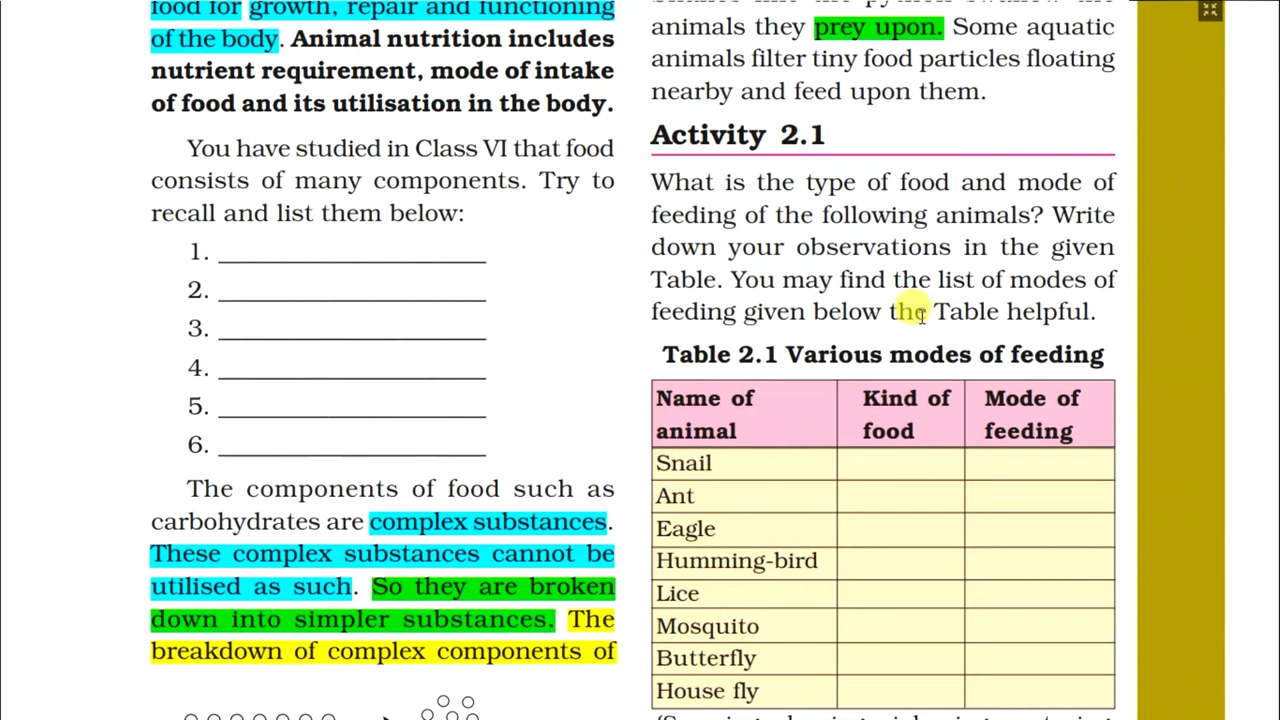 food for growth, repair and functioning
of the body. Animal nutrition includes
nutrient requirement, mode of intake
of food and its utilisation in the body.
You have studied in Class VI that food
consists of many components. Try to
recall and list them below:
1. ____________________
2. ____________________
3. ____________________
4. ____________________
5. ____________________
6. ____________________
The components of food such as
carbohydrates are complex substances.
These complex substances cannot be
utilised as such. So they are broken
down into simpler substances. The
breakdown of complex components of
animals they prey upon. Some aquatic
animals filter tiny food particles floating
nearby and feed upon them.
Activity 2.1
What is the type of food and mode of
feeding of the following animals? Write
down your observations in the given
Table. You may find the list of modes of
feeding given below the Table helpful.
Table 2.1 Various modes of feeding
Name of animal Kind of food Mode of feeding
Snail
Ant
Eagle
Humming-bird
Lice
Mosquito
Butterfly
House fly